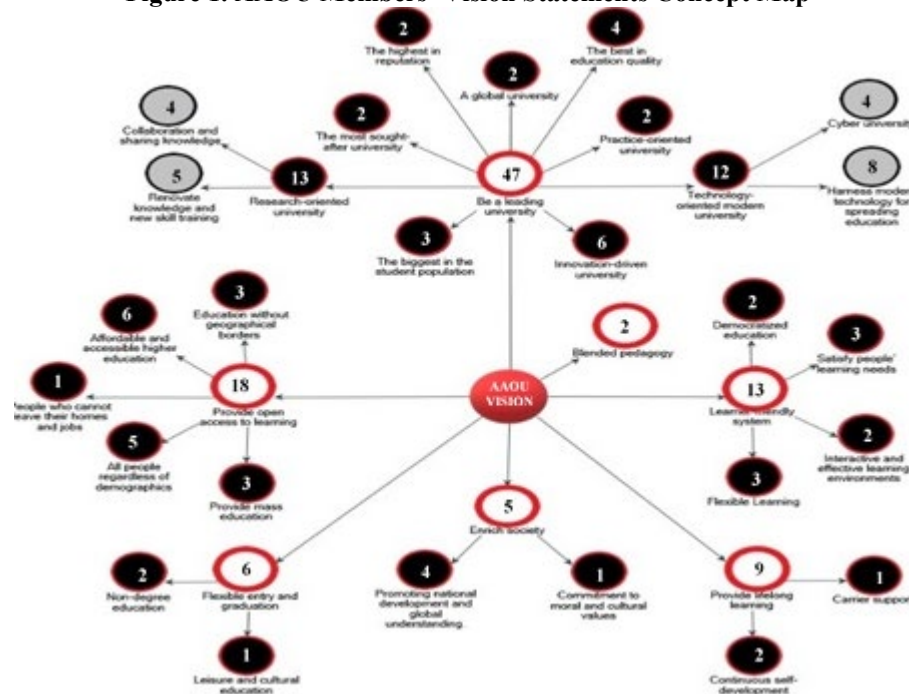 Figure 1. AAOU Members' Vision Statements Concept Map
2
The highest in
reputation
4
The best in
education quality
2
A global university
4
Collaboration and
sharing knowledge
2
The most sought-
after university
2
Practice-oriented
university
4
Cyber university
5
Renovate
knowledge and
new skill training
13
Research-oriented
university
47
Be a leading
university
12
Technology-
oriented modern
university
8
Harness modern
technology for
spreading education
3
The biggest in the
student population
6
Innovation-driven
university
6
Affordable and
accessible higher
education
3
Education without
geographical
borders
2
Blended pedagogy
2
Democratized
education
3
Satisfy people'
learning needs
1
People who cannot
leave their homes
and jobs
18
Provide open
access to learning
AAOU
VISION
13
Learner-friendly
system
5
All people
regardless of
demographics
3
Provide mass
education
3
Flexible Learning
2
Interactive and
effective learning
environments
5
Enrich society
2
Non-degree
education
6
Flexible entry and
graduation
4
Promoting national
development and
global
understanding.
1
Commitment to
moral and cultural
values
9
Provide lifelong
learning
1
Carrier support
1
Leisure and cultural
education
2
Continuous self-
development